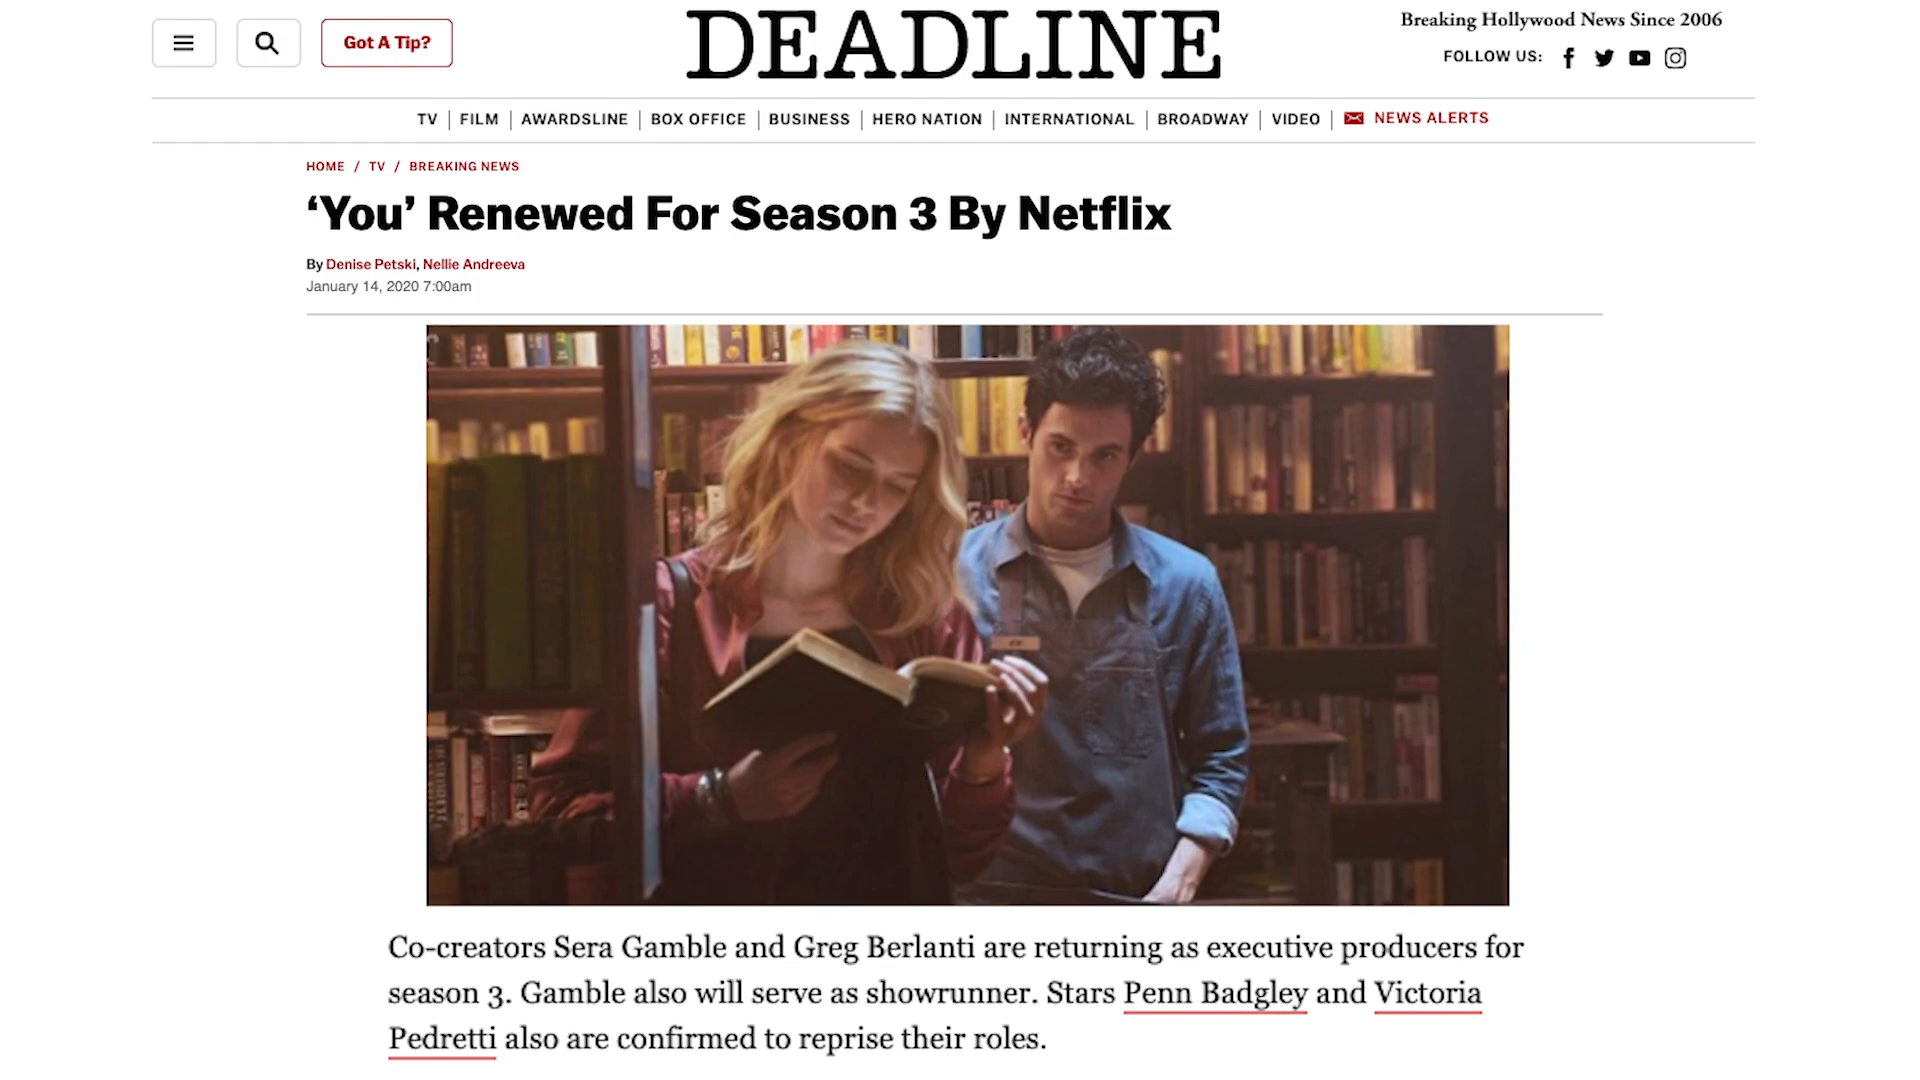 Got A Tip?
DEADLINE
Breaking Hollywood News Since 2006
FOLLOW US:
TV | FILM | AWARDSLINE | BOX OFFICE | BUSINESS | HERO NATION | INTERNATIONAL | BROADWAY | VIDEO | NEWS ALERTS
HOME / TV / BREAKING NEWS
‘You’ Renewed For Season 3 By Netflix
By Denise Petski, Nellie Andreeva
January 14, 2020 7:00am
Co-creators Sera Gamble and Greg Berlanti are returning as executive producers for
season 3. Gamble also will serve as showrunner. Stars Penn Badgley and Victoria
Pedretti also are confirmed to reprise their roles.